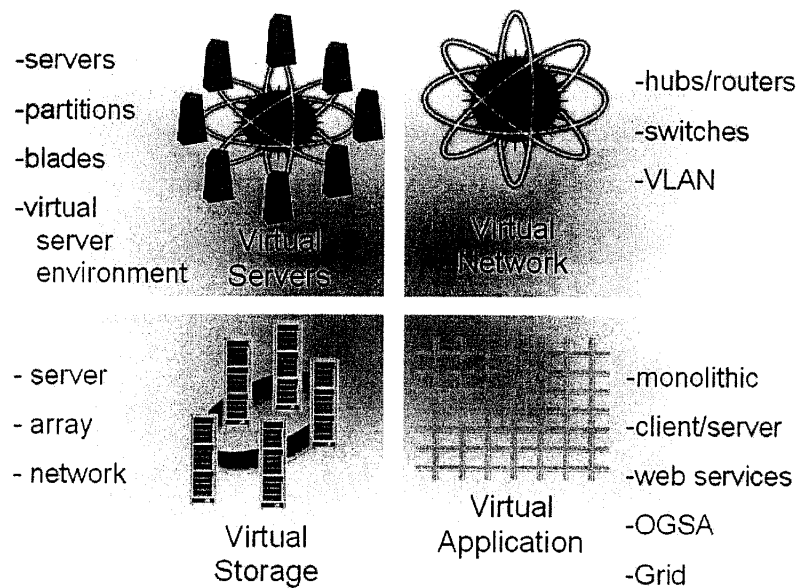 -servers
-partitions
-blades
-virtual
server
environment
Virtual
Servers
Virtual
Network
-hubs/routers
-switches
-VLAN
- server
- array
- network
Virtual
Storage
Virtual
Application
-monolithic
-client/server
-web services
-OGSA
-Grid